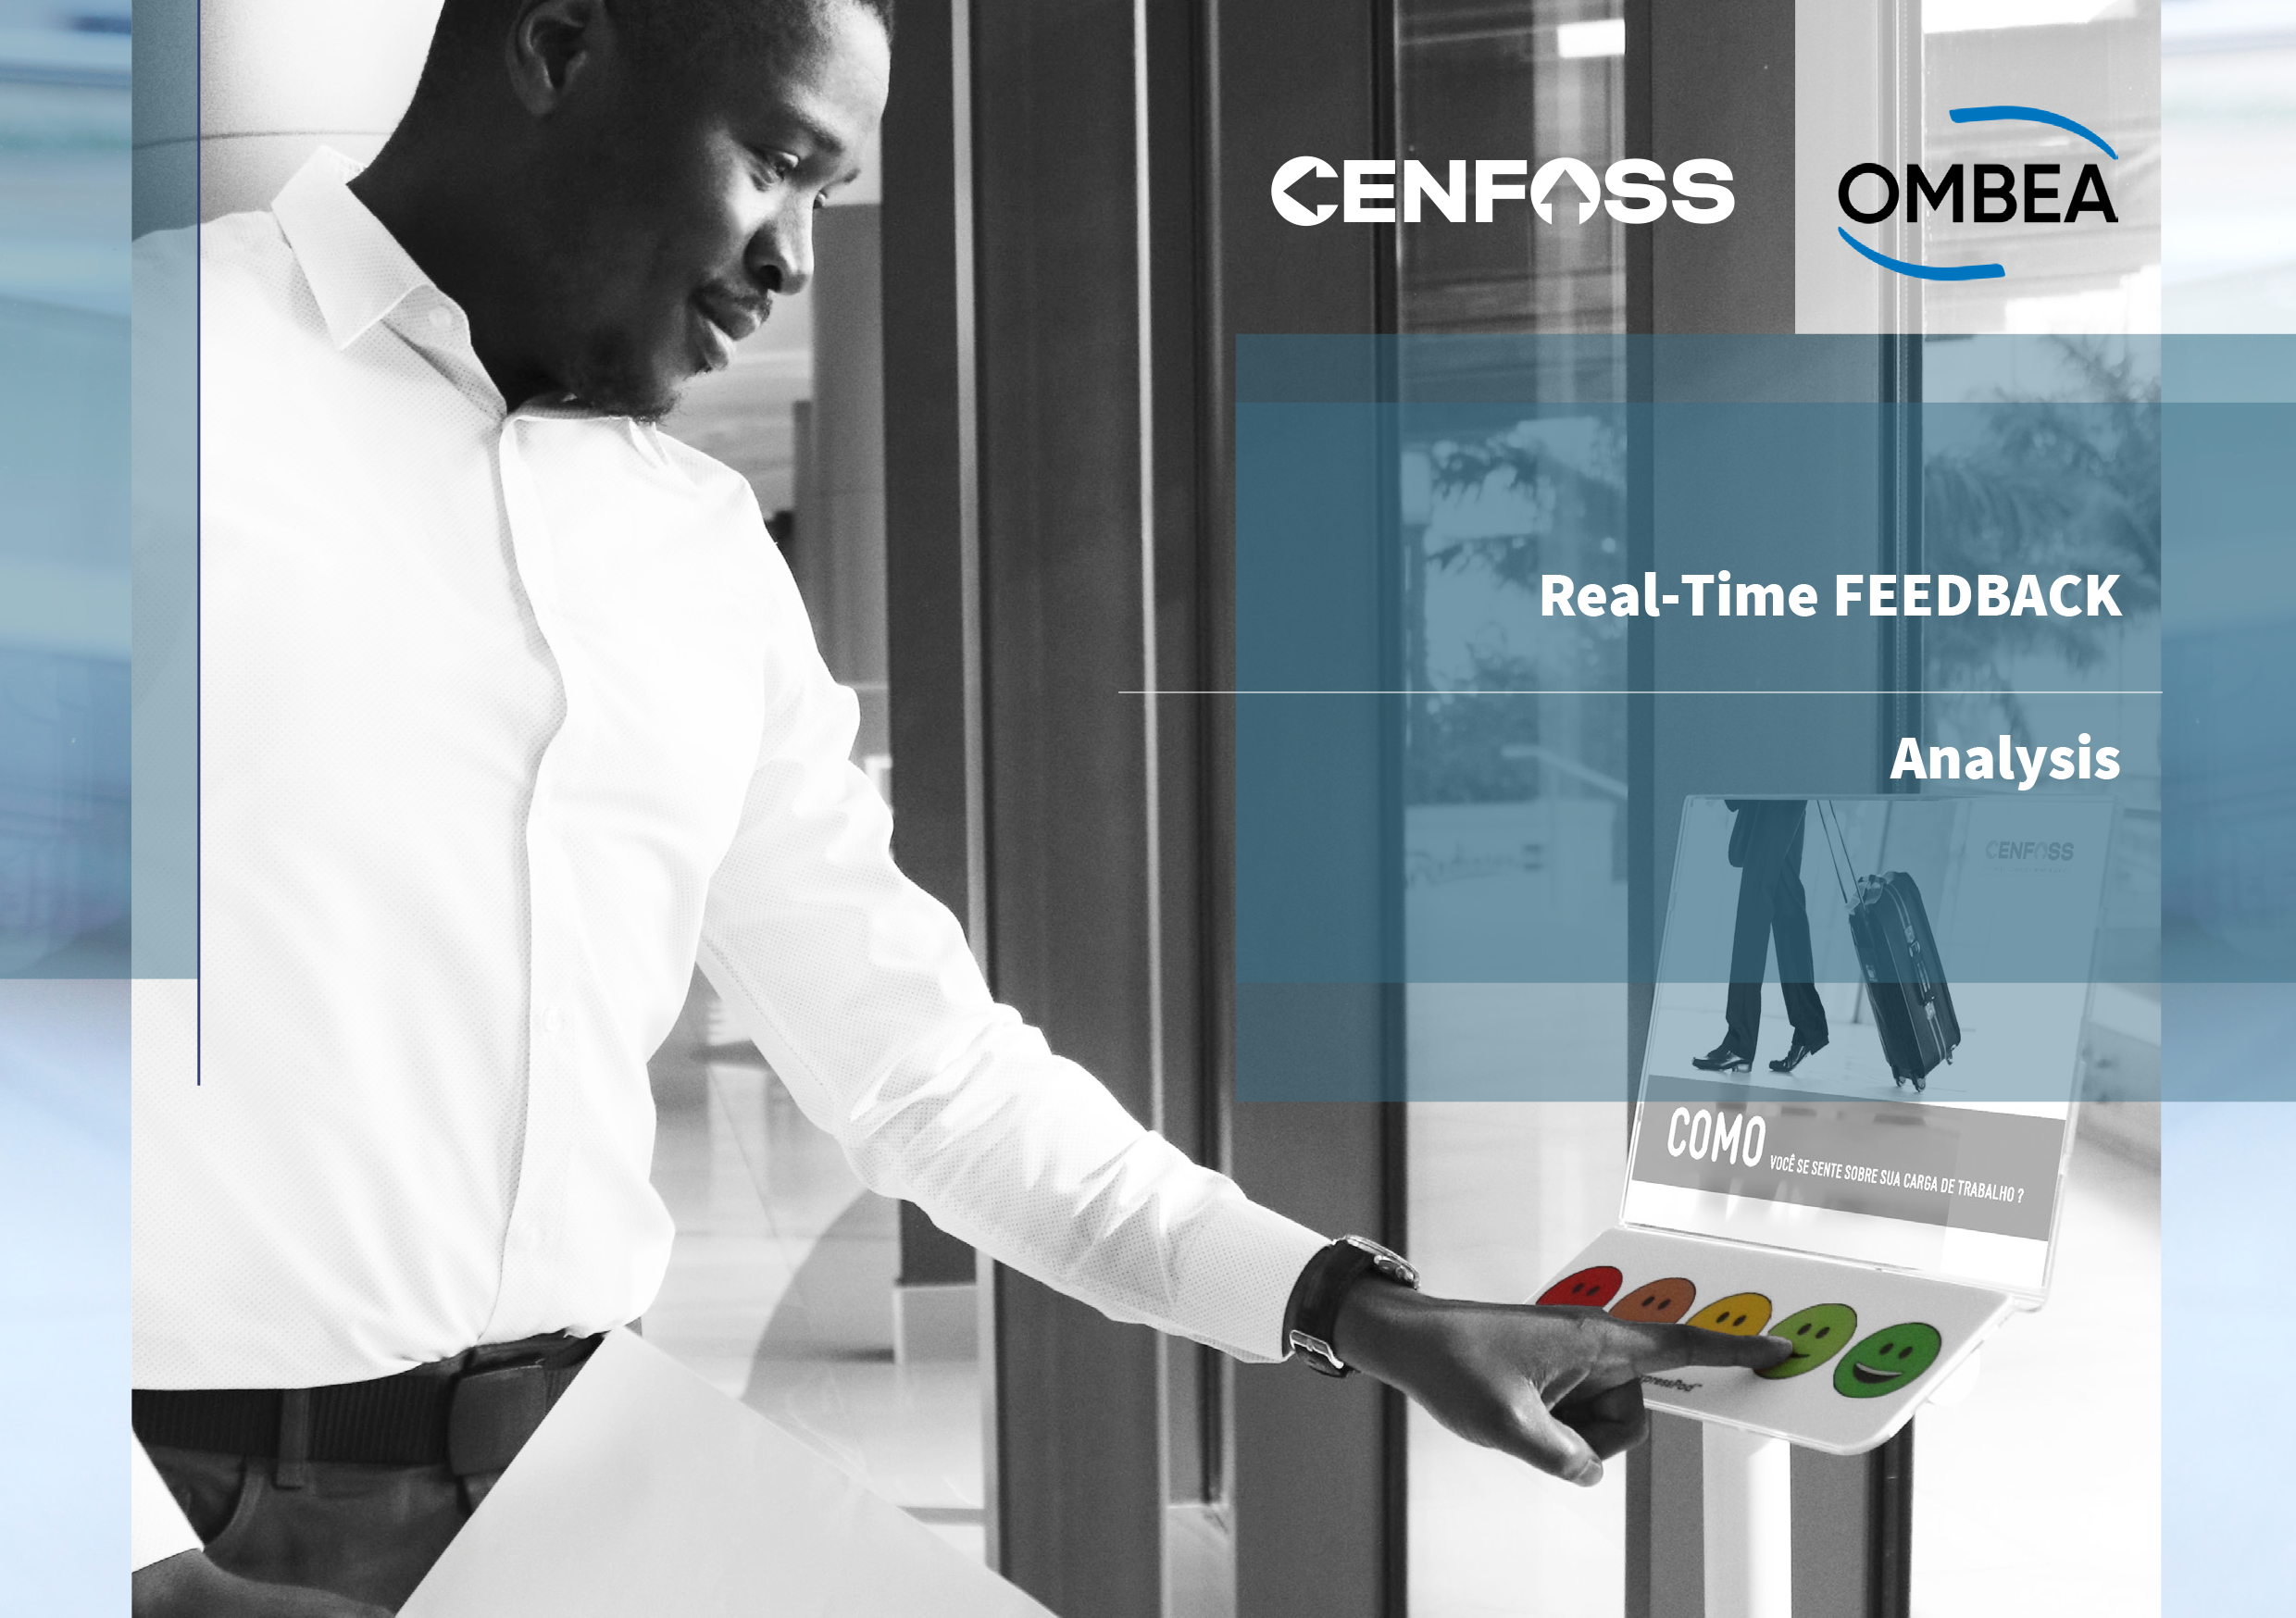 CENFOSS
OMBEA
Real-Time FEEDBACK
Analysis
CENFOSS
COMO VOCÊ SE SENTE SOBRE SUA CARGA DE TRABALHO ?